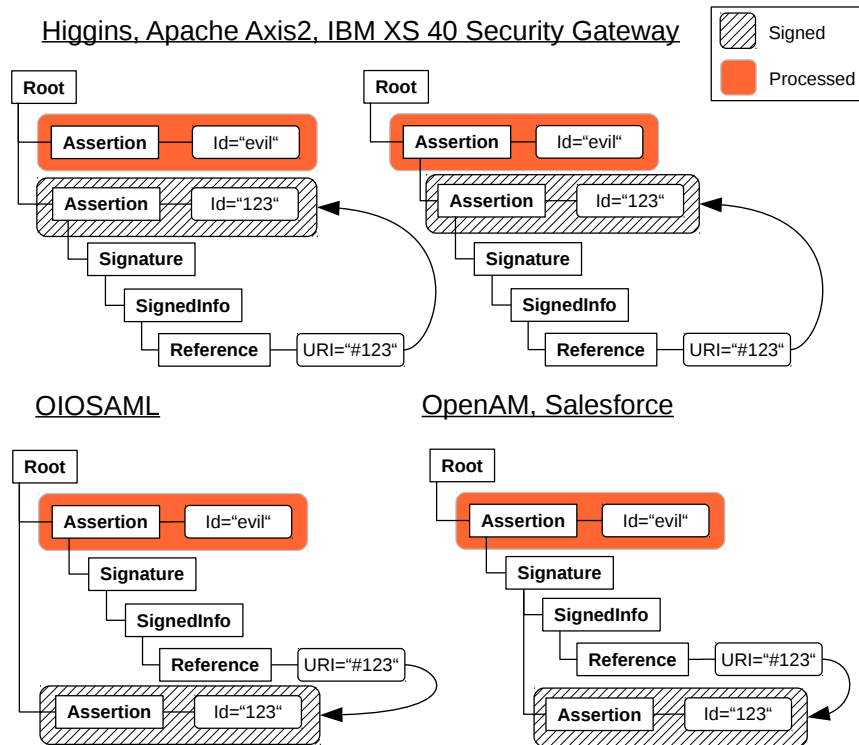 Higgins, Apache Axis2, IBM XS 40 Security Gateway
Signed
Processed
Root
Assertion
Id=“evil“
Assertion
Id=“123“
Signature
SignedInfo
Reference
URI=“#123“
Root
Assertion
Id=“evil“
Assertion
Id=“123“
Signature
SignedInfo
Reference
URI=“#123“
OIOSAML
Root
Assertion
Id=“evil“
Signature
SignedInfo
Reference
URI=“#123“
Assertion
Id=“123“
OpenAM, Salesforce
Root
Assertion
Id=“evil“
Signature
SignedInfo
Reference
URI=“#123“
Assertion
Id=“123“